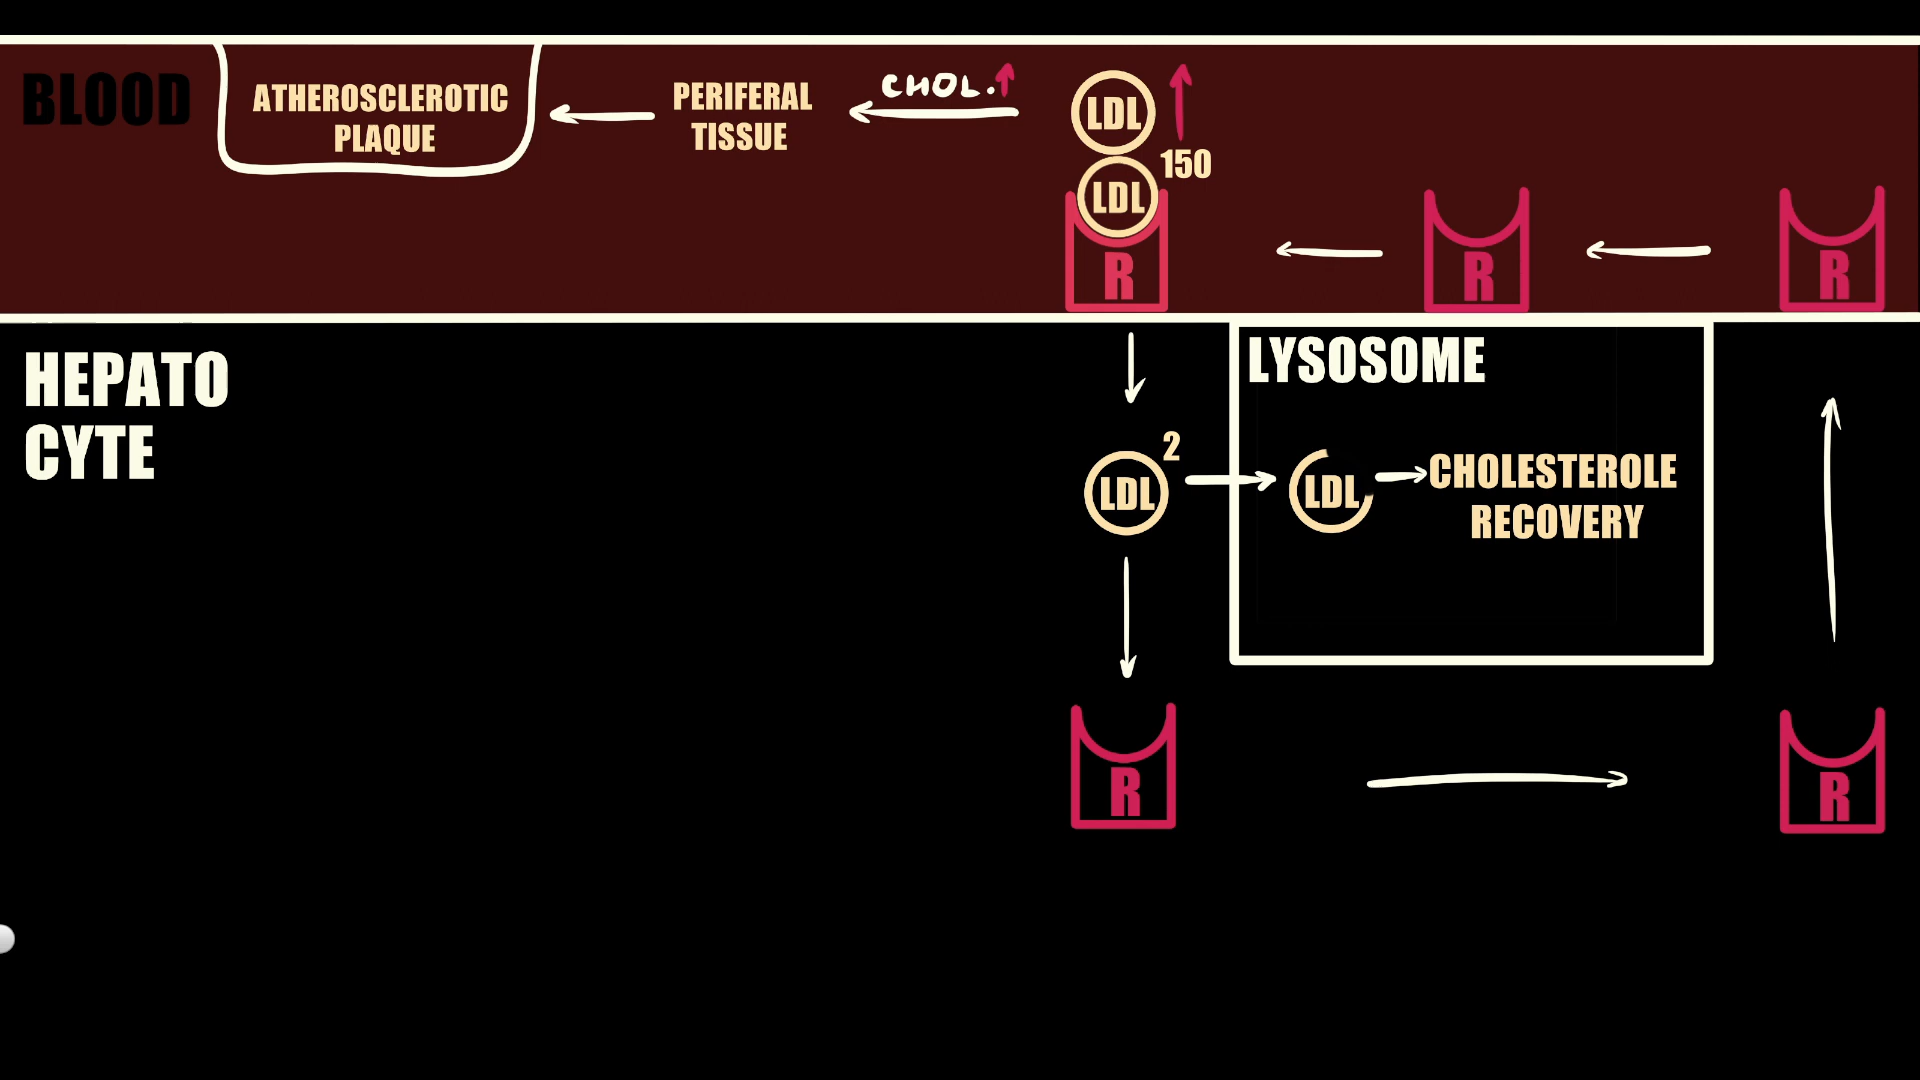 BLOOD
ATHEROSCLEROTIC
PLAQUE
PERIFERAL
TISSUE
CHOL.
LDL
150
LDL
R
R
R
HEPATO
CYTE
LYSOSOME
2
LDL
LDL
CHOLESTEROLE
RECOVERY
R
R